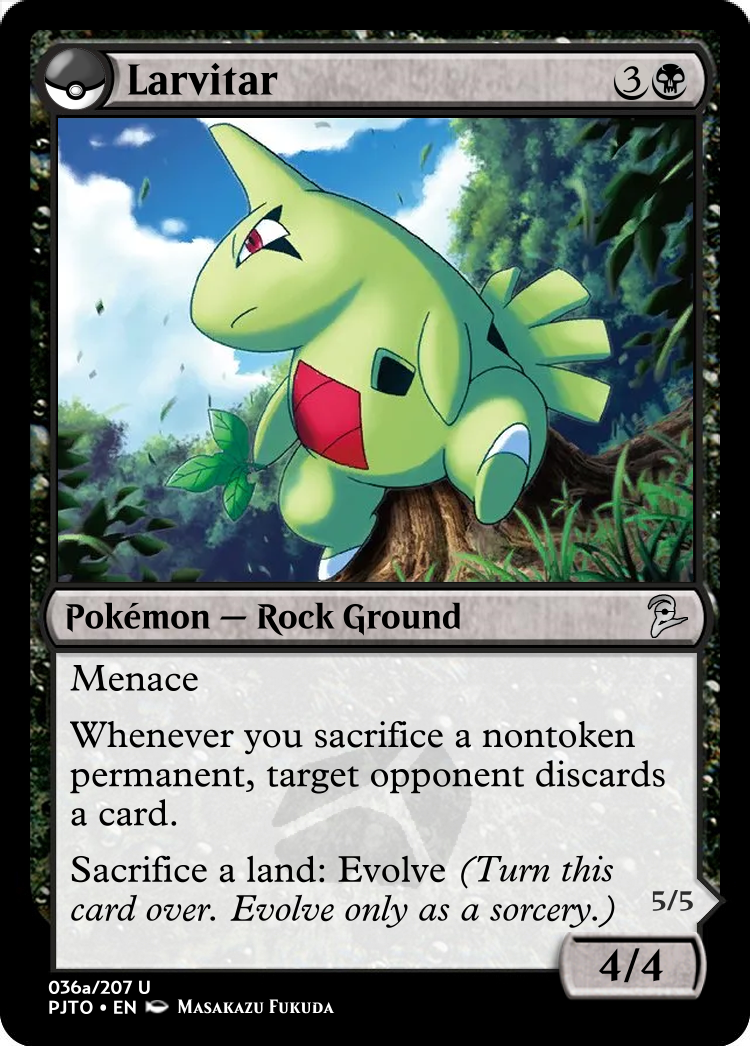 Larvitar 3
Pokémon — Rock Ground
Menace
Whenever you sacrifice a nontoken
permanent, target opponent discards
a card.
Sacrifice a land: Evolve (Turn this
card over. Evolve only as a sorcery.)
5/5
4/4
036a/207 U
PJTO • EN Masakazu Fukuda